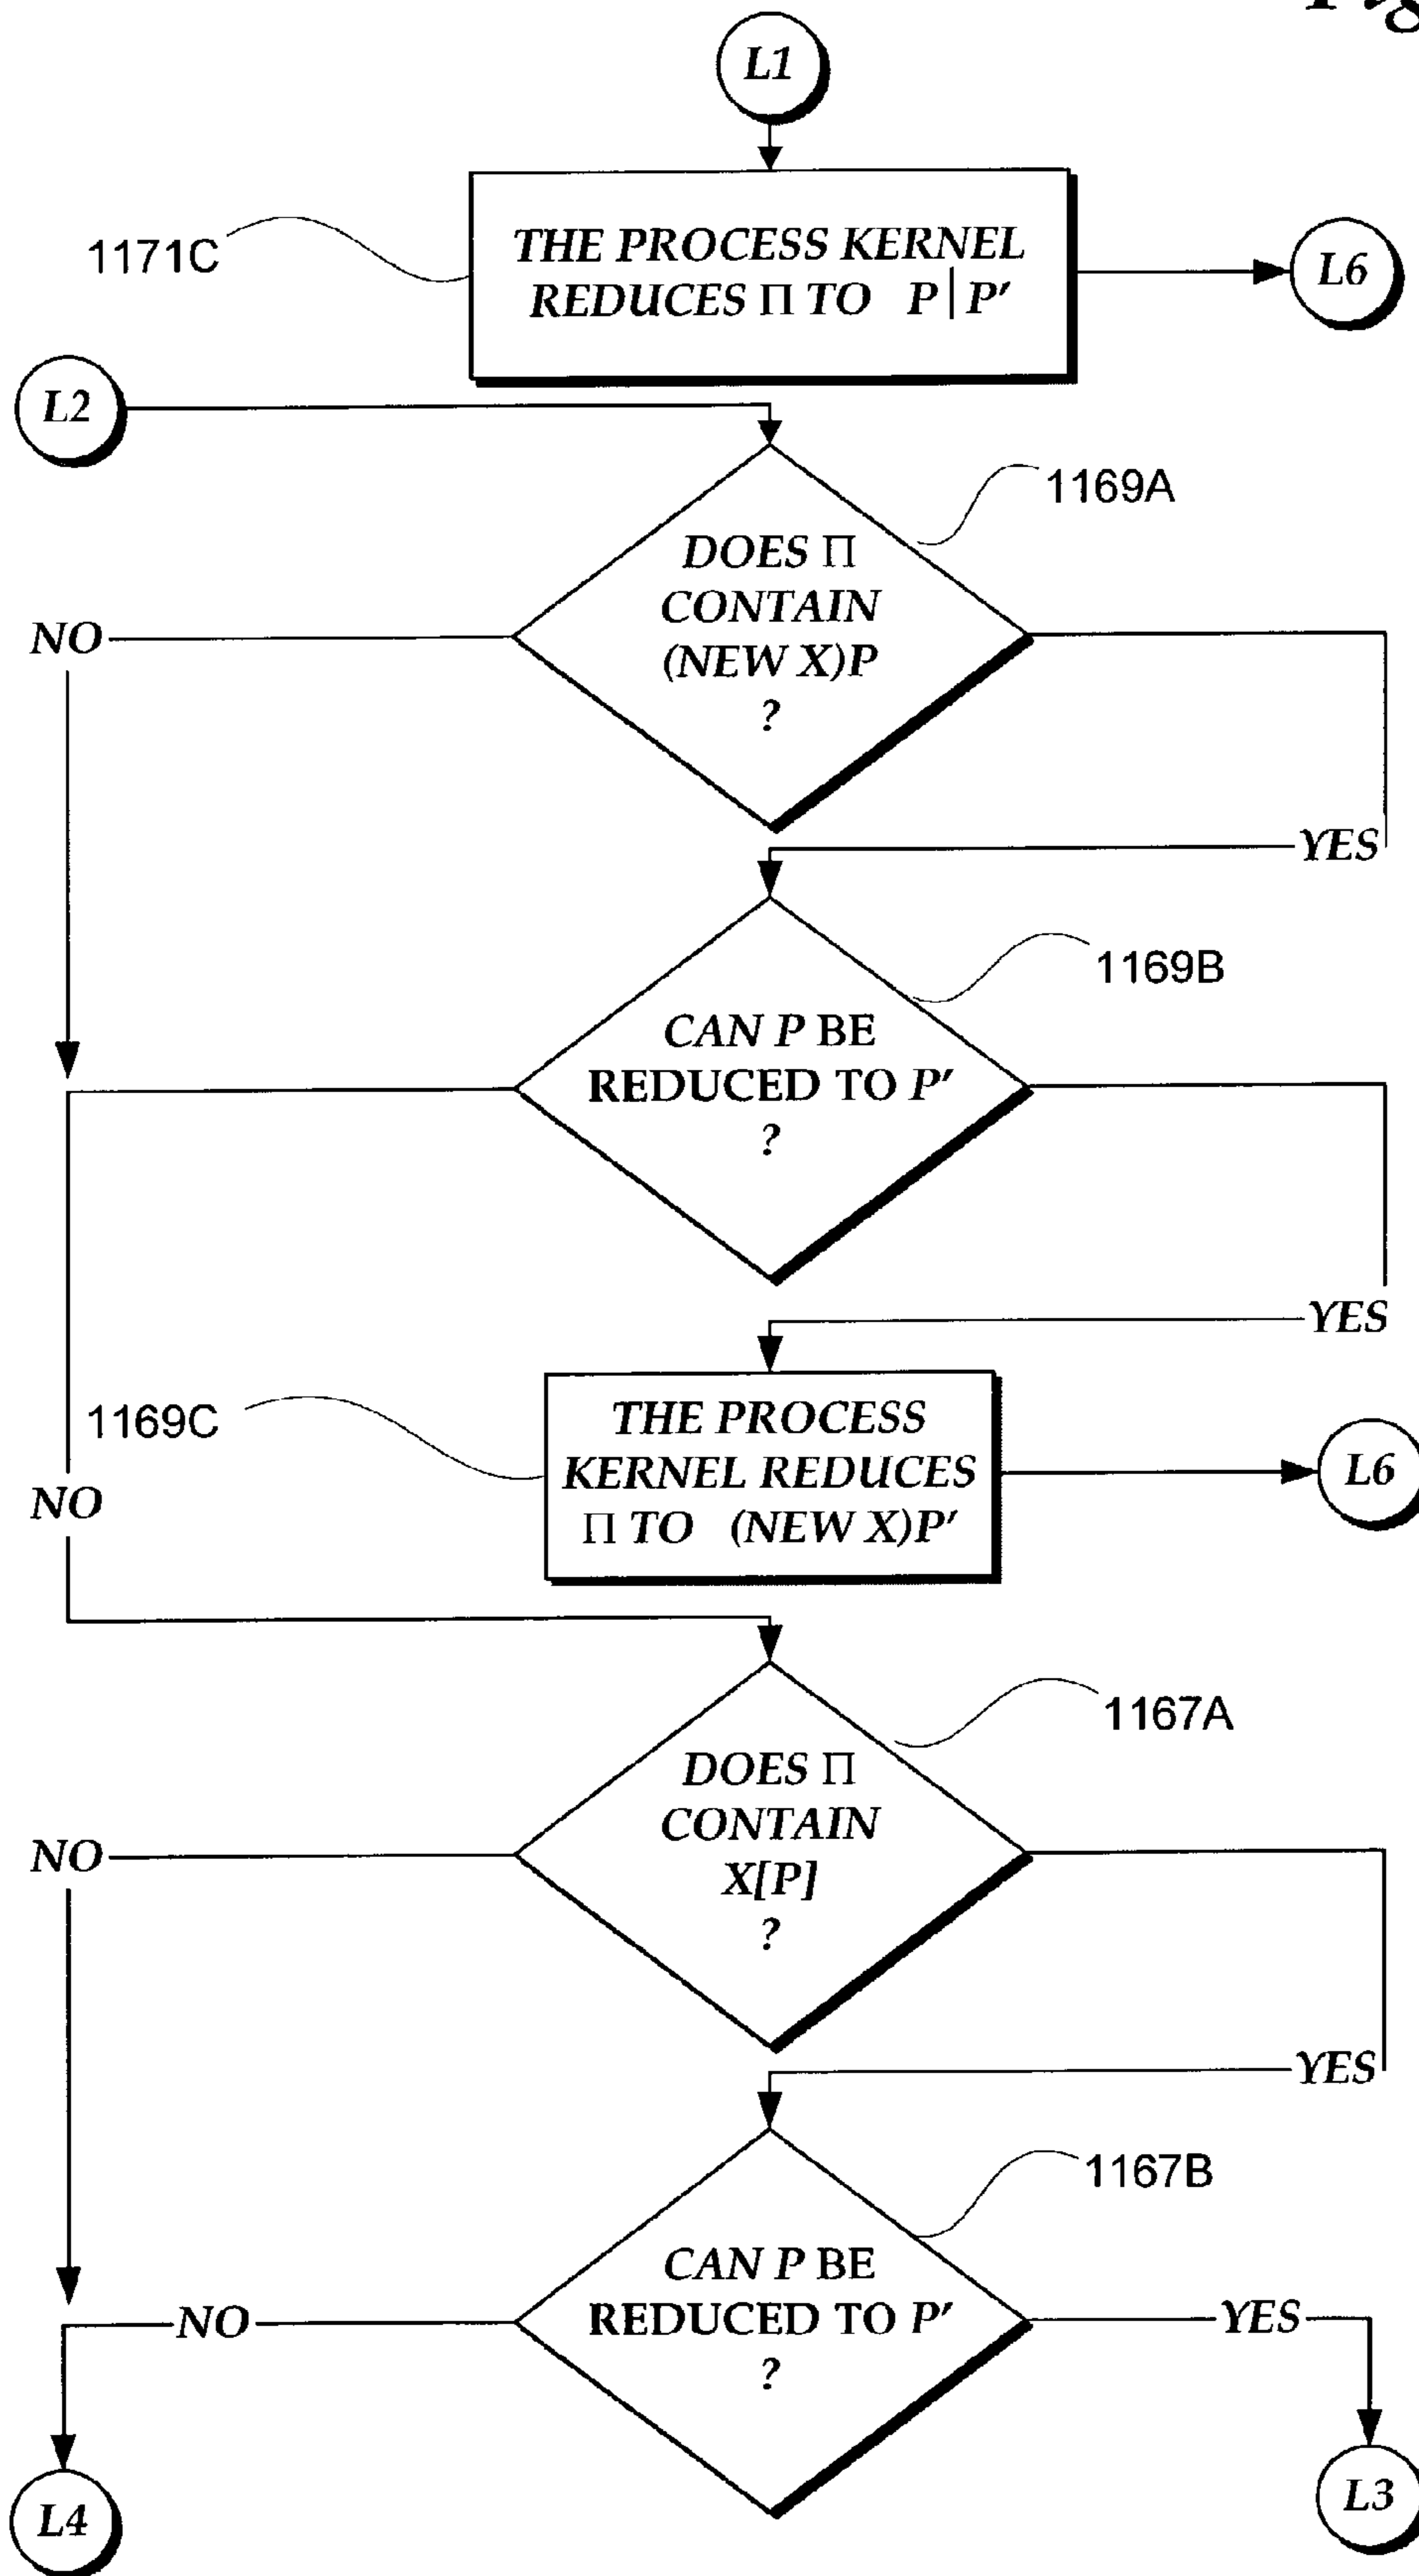 L1
1171C
THE PROCESS KERNEL
REDUCES Π TO P|P'
L6
L2
1169A
DOES Π
CONTAIN
(NEW X)P
?
NO
YES
1169B
CAN P BE
REDUCED TO P'
?
YES
1169C
THE PROCESS
KERNEL REDUCES
Π TO (NEW X)P'
L6
NO
1167A
DOES Π
CONTAIN
X[P]
?
NO
YES
1167B
CAN P BE
REDUCED TO P'
?
NO
YES
L4
L3